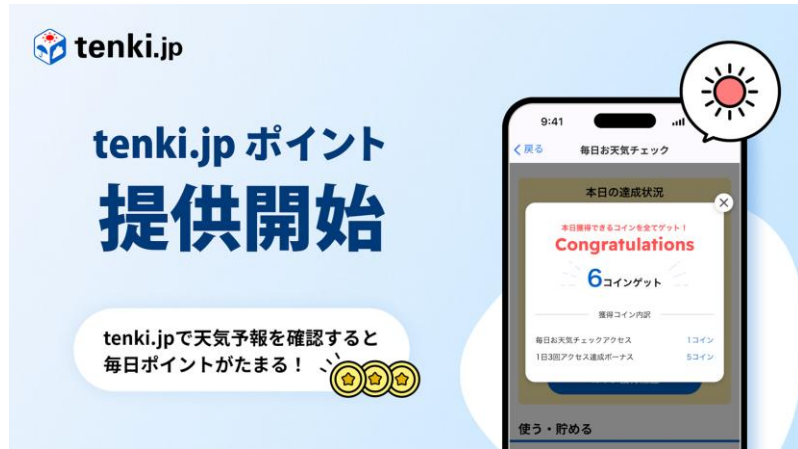 tenki.jp
tenki.jp ポイント
提供開始
tenki.jpで天気予報を確認すると
毎日ポイントがたまる！
9:41
戻る
毎日お天気チェック
本日の達成状況
本日獲得できるコインを全てゲット！
Congratulations
6コインゲット
獲得コイン内訳
毎日お天気チェックアクセス 1コイン
1日3回アクセス達成ボーナス 5コイン
使う・貯める